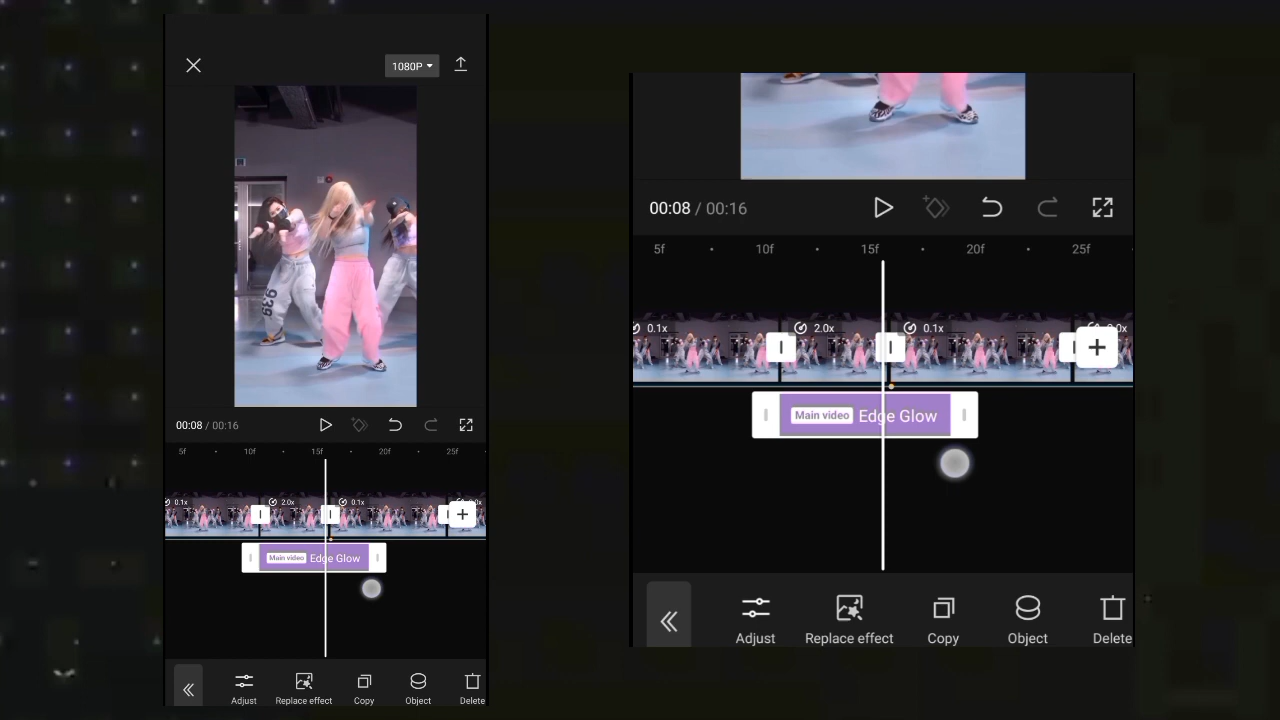 1080P
939
00:08 / 00:16
5f
10f
15f
20f
25f
0.1x
2.0x
0.1x
Main video
Edge Glow
Adjust
Replace effect
Copy
Object
Delete
00:08 / 00:16
5f
10f
15f
20f
25f
0.1x
2.0x
0.1x
Main video
Edge Glow
Adjust
Replace effect
Copy
Object
Delete